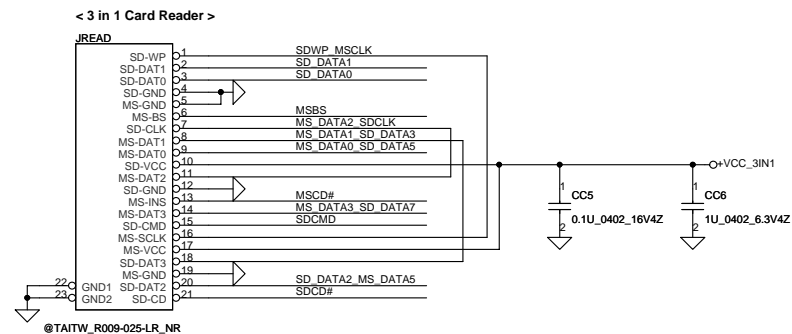 < 3 in 1 Card Reader >
JREAD
SD-WP 1 SDWP_MSCLK
SD-DAT1 2 SD_DATA1
SD-DAT0 3 SD_DATA0
SD-GND 4
MS-GND 5
MS-BS 6 MSBS
SD-CLK 7 MS_DATA2_SDCLK
MS-DAT1 8 MS_DATA1_SD_DATA3
MS-DAT0 9 MS_DATA0_SD_DATA5
SD-VCC 10 +VCC_3IN1
MS-DAT2 11
SD-GND 12
MS-INS 13 MSCD#
MS-DAT3 14 MS_DATA3_SD_DATA7
SD-CMD 15 SDCMD
MS-SCLK 16
MS-VCC 17
SD-DAT3 18
MS-GND 19
22 GND1 SD-DAT2 20 SD_DATA2_MS_DATA5
23 GND2 SD-CD 21 SDCD#
@TAITW_R009-025-LR_NR
1
CC5
0.1U_0402_16V4Z
2
1
CC6
1U_0402_6.3V4Z
2